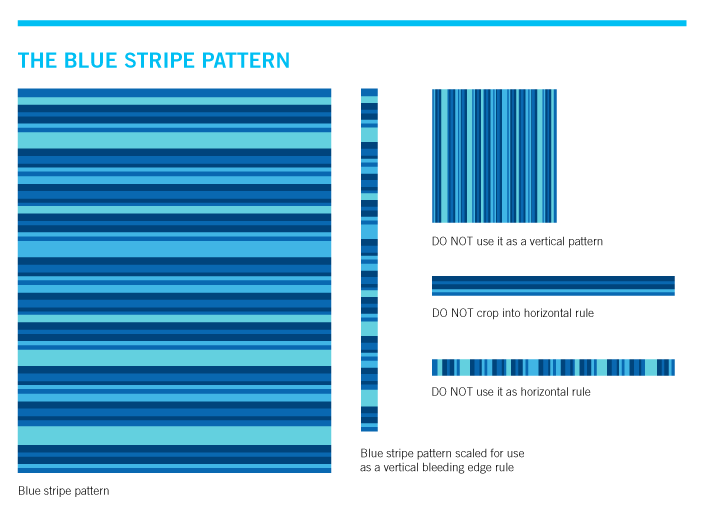 THE BLUE STRIPE PATTERN
DO NOT use it as a vertical pattern
DO NOT crop into horizontal rule
DO NOT use it as horizontal rule
Blue stripe pattern scaled for use
as a vertical bleeding edge rule
Blue stripe pattern